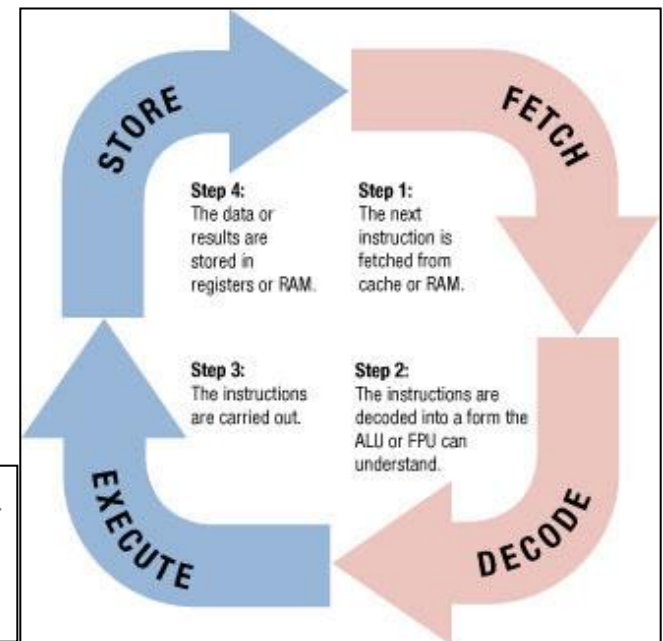 STORE
FETCH
Step 4:
The data or
results are
stored in
registers or RAM.
Step 1:
The next
instruction is
fetched from
cache or RAM.
Step 3:
The instructions
are carried out.
Step 2:
The instructions are
decoded into a form the
ALU or FPU can
understand.
EXECUTE
DECODE